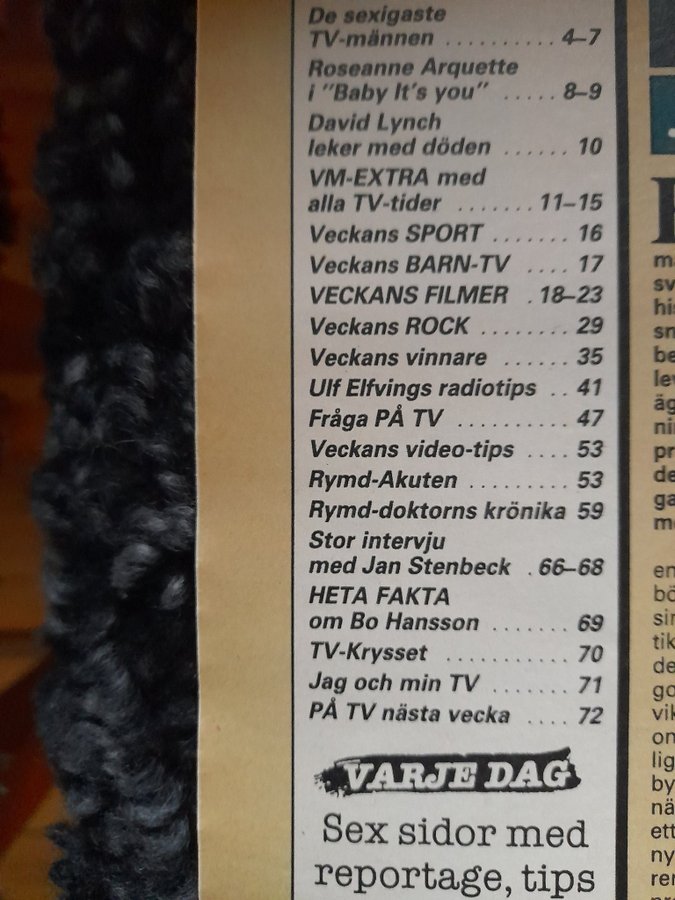 De sexigaste
TV-männen .......... 4–7
Roseanne Arquette
i "Baby It's you" ..... 8–9
David Lynch
leker med döden ...... 10
VM-EXTRA med
alla TV-tider ....... 11–15
Veckans SPORT ....... 16
Veckans BARN-TV .... 17
VECKANS FILMER . 18–23
Veckans ROCK ........ 29
Veckans vinnare ...... 35
Ulf Elfvings radiotips .. 41
Fråga PÅ TV .......... 47
Veckans video-tips .... 53
Rymd-Akuten ......... 53
Rymd-doktorns krönika 59
Stor intervju
med Jan Stenbeck . 66–68
HETA FAKTA
om Bo Hansson ....... 69
TV-Krysset ........... 70
Jag och min TV ....... 71
PÅ TV nästa vecka .... 72
VARJE DAG
Sex sidor med
reportage, tips